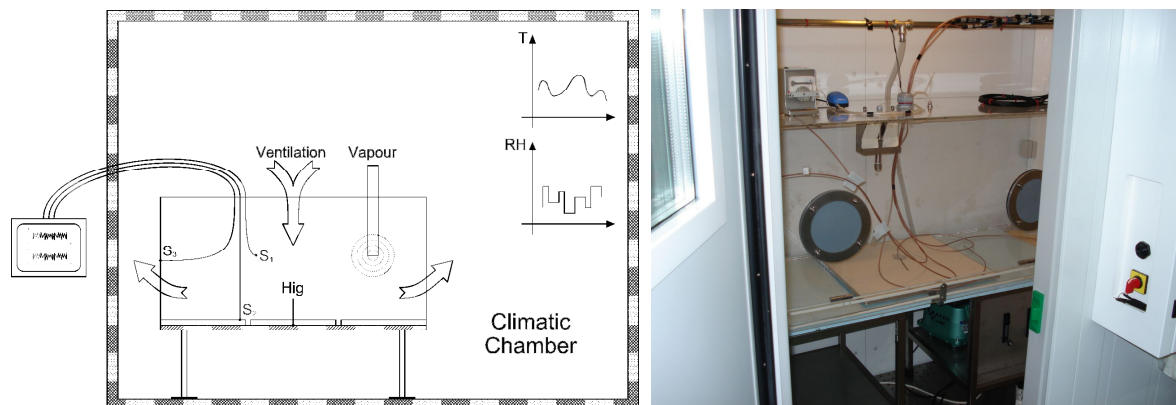 T
RH
Ventilation
Vapour
S3
S1
Hig
S2
Climatic
Chamber